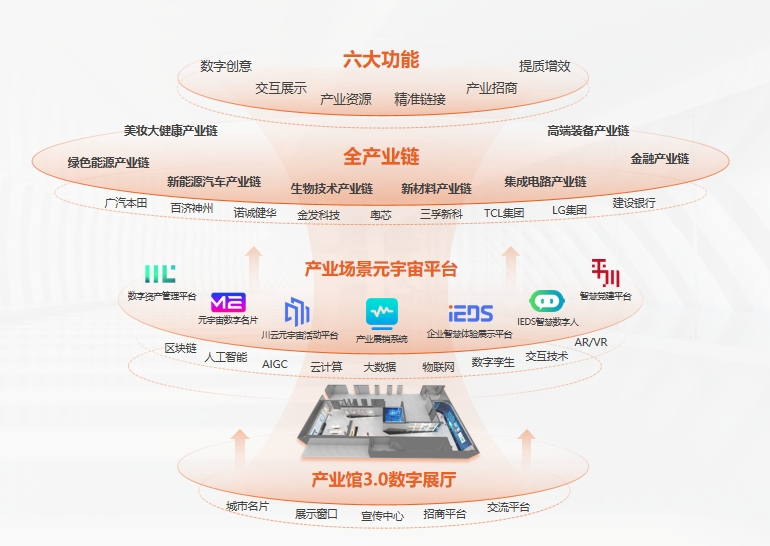 六大功能
数字创意
交互展示
产业资源
精准链接
产业招商
提质增效
全产业链
美妆大健康产业链
绿色能源产业链
新能源汽车产业链
生物技术产业链
新材料产业链
集成电路产业链
高端装备产业链
金融产业链
广汽本田
百济神州
诺诚健华
金发科技
粤芯
三孚新科
TCL集团
LG集团
建设银行
产业场景元宇宙平台
数字资产管理平台
元宇宙数字名片
川云元宇宙活动平台
产业展销系统
iEDS
企业智慧体验展示平台
IEDS智慧数字人
智慧党建平台
区块链
人工智能
AIGC
云计算
大数据
物联网
数字孪生
交互技术
AR/VR
产业馆3.0数字展厅
城市名片
展示窗口
宣传中心
招商平台
交流平台